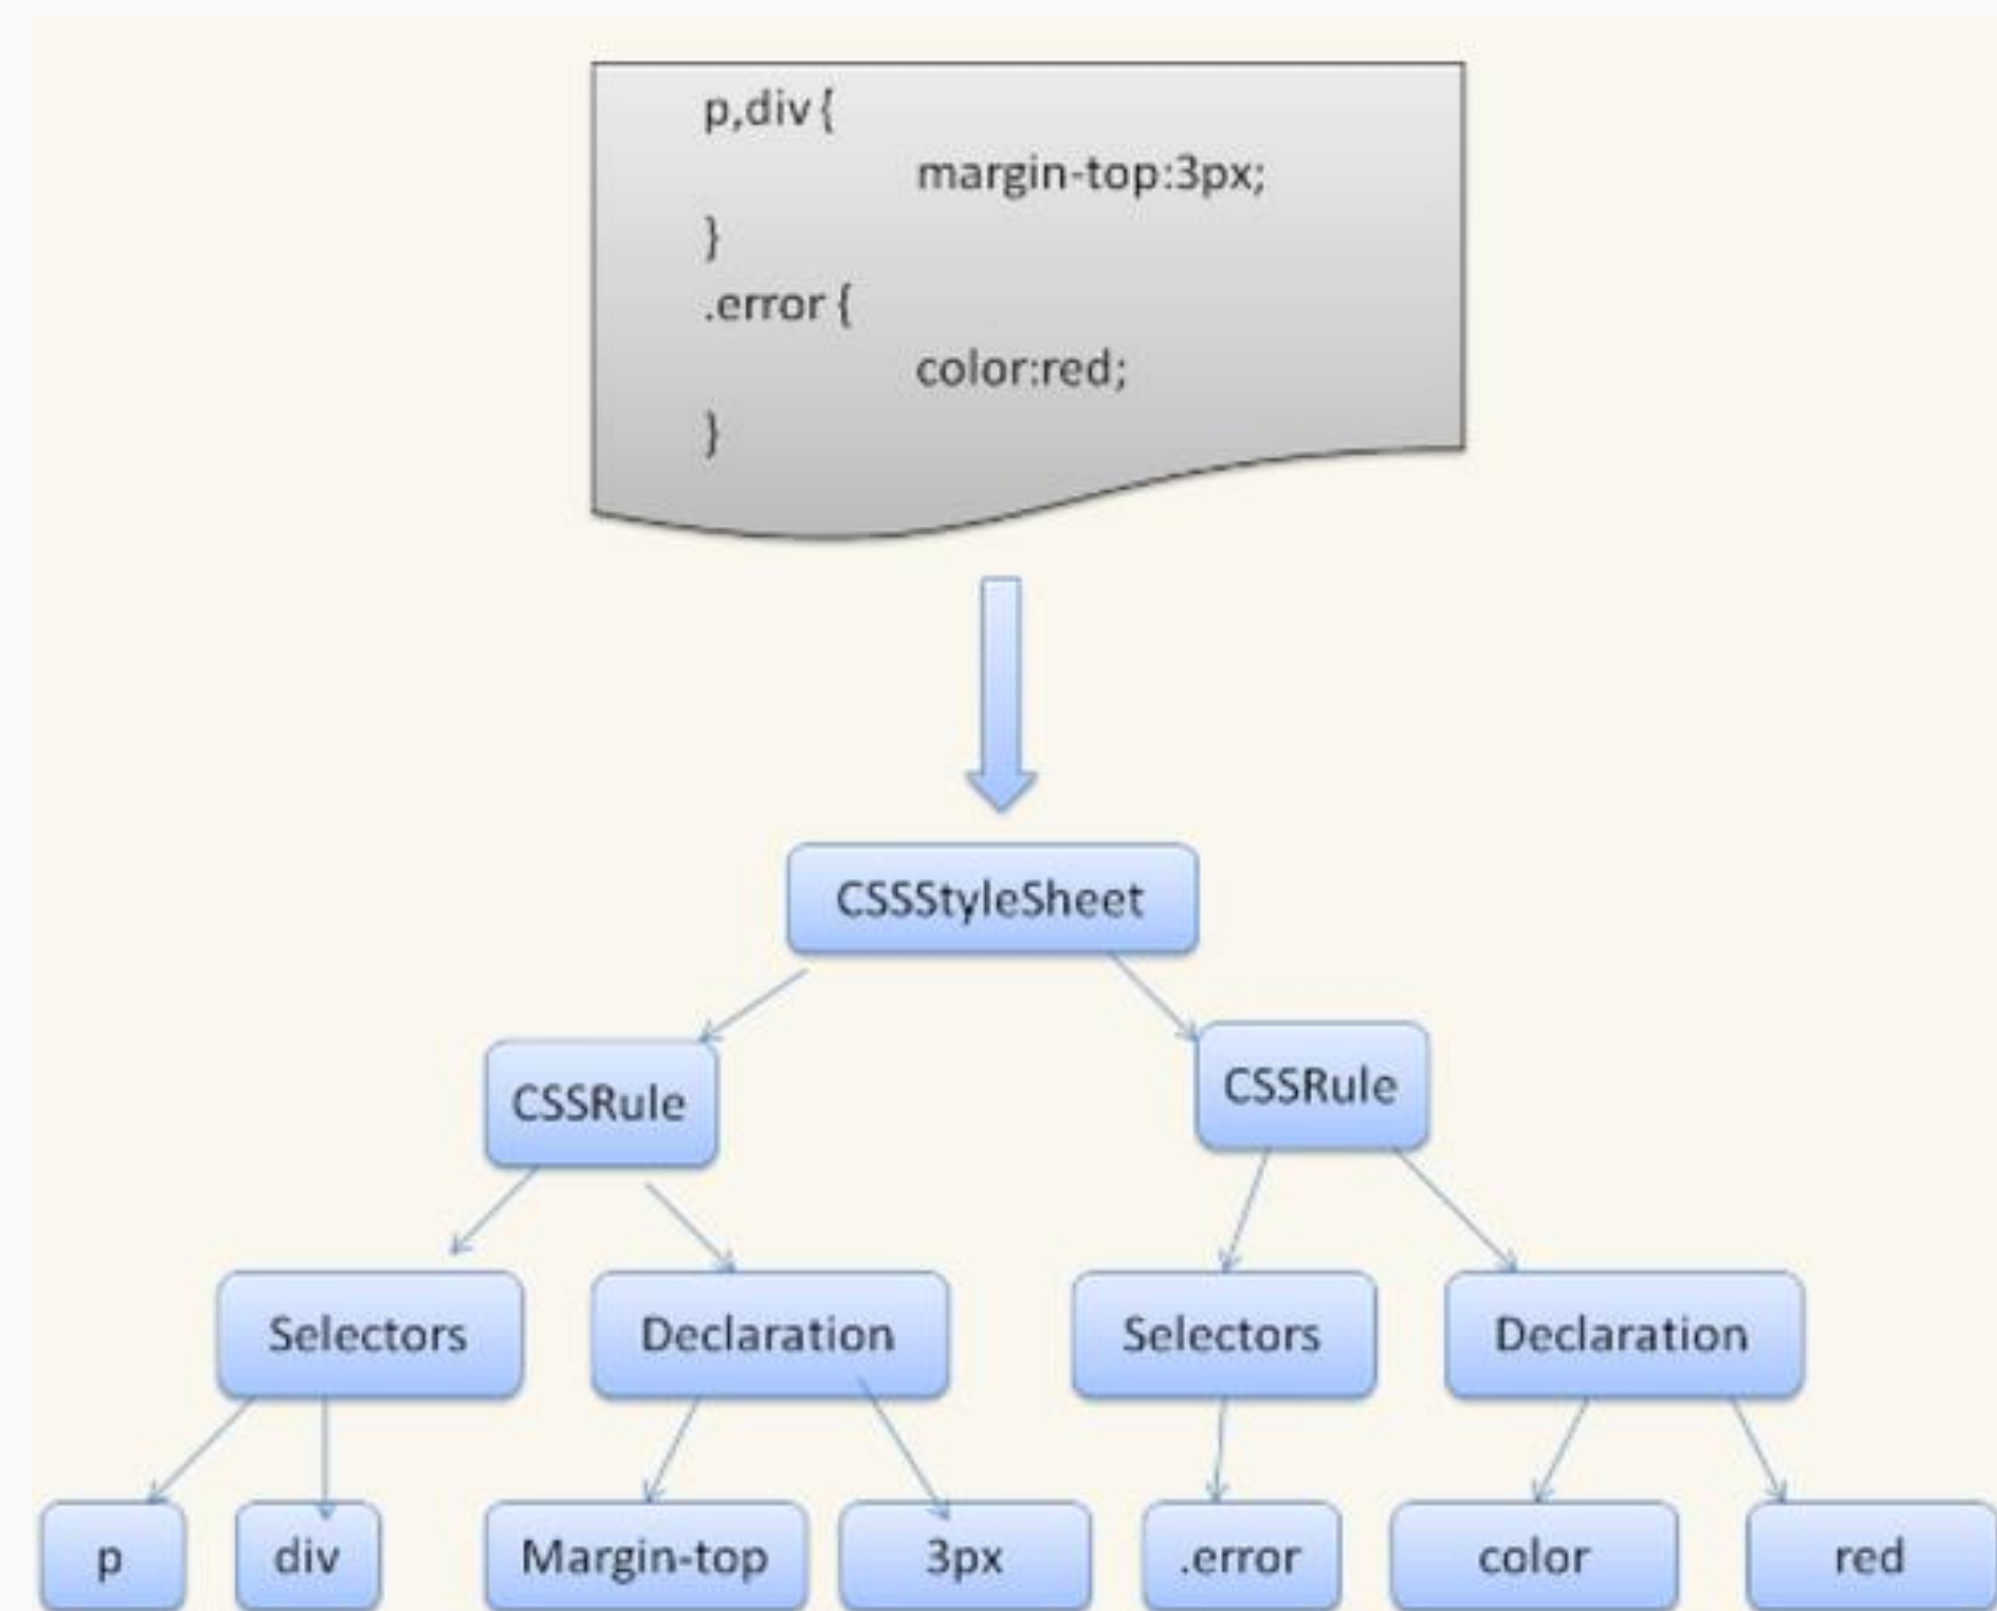 p,div {
margin-top:3px;
}
.error {
color:red;
}
CSSStyleSheet
CSSRule
CSSRule
Selectors
Declaration
Selectors
Declaration
p
div
Margin-top
3px
.error
color
red